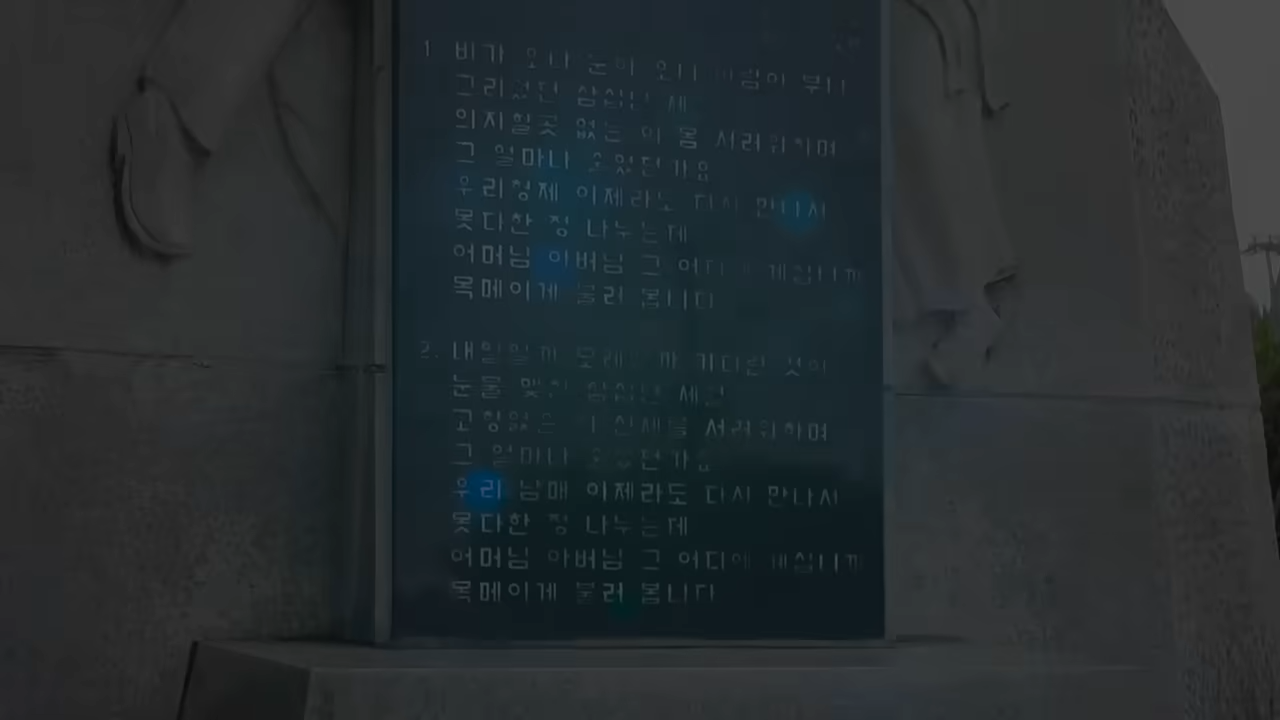 1 비가 오나 눈이 오나 바람이 부나
그리웠던 삼십년 세
의지할곳 없는 이 몸 서러워하며
그 얼마나 울었던가요
우리형제 이제라도 다시 만나서
못다한 정 나누는데
어머님 아버님 그 어디에 계십니까
목메이게 불러 봅니다
2. 내일일까 모레일까 기다린 것이
눈물 맺힌 삼십년 세월
고향없는 이 신세를 서러워하며
그 얼마나 울었던가요
우리 남매 이제라도 다시 만나서
못다한 정 나누는데
어머님 아버님 그 어디에 계십니까
목메이게 불러 봅니다